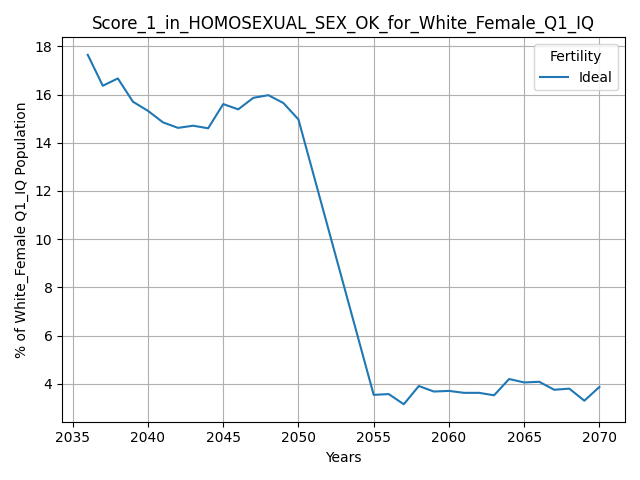 Score_1_in_HOMOSEXUAL_SEX_OK_for_White_Female_Q1_IQ
Fertility
Ideal
18
16
14
12
10
8
6
4
% of White_Female Q1_IQ Population
2035 2040 2045 2050 2055 2060 2065 2070
Years